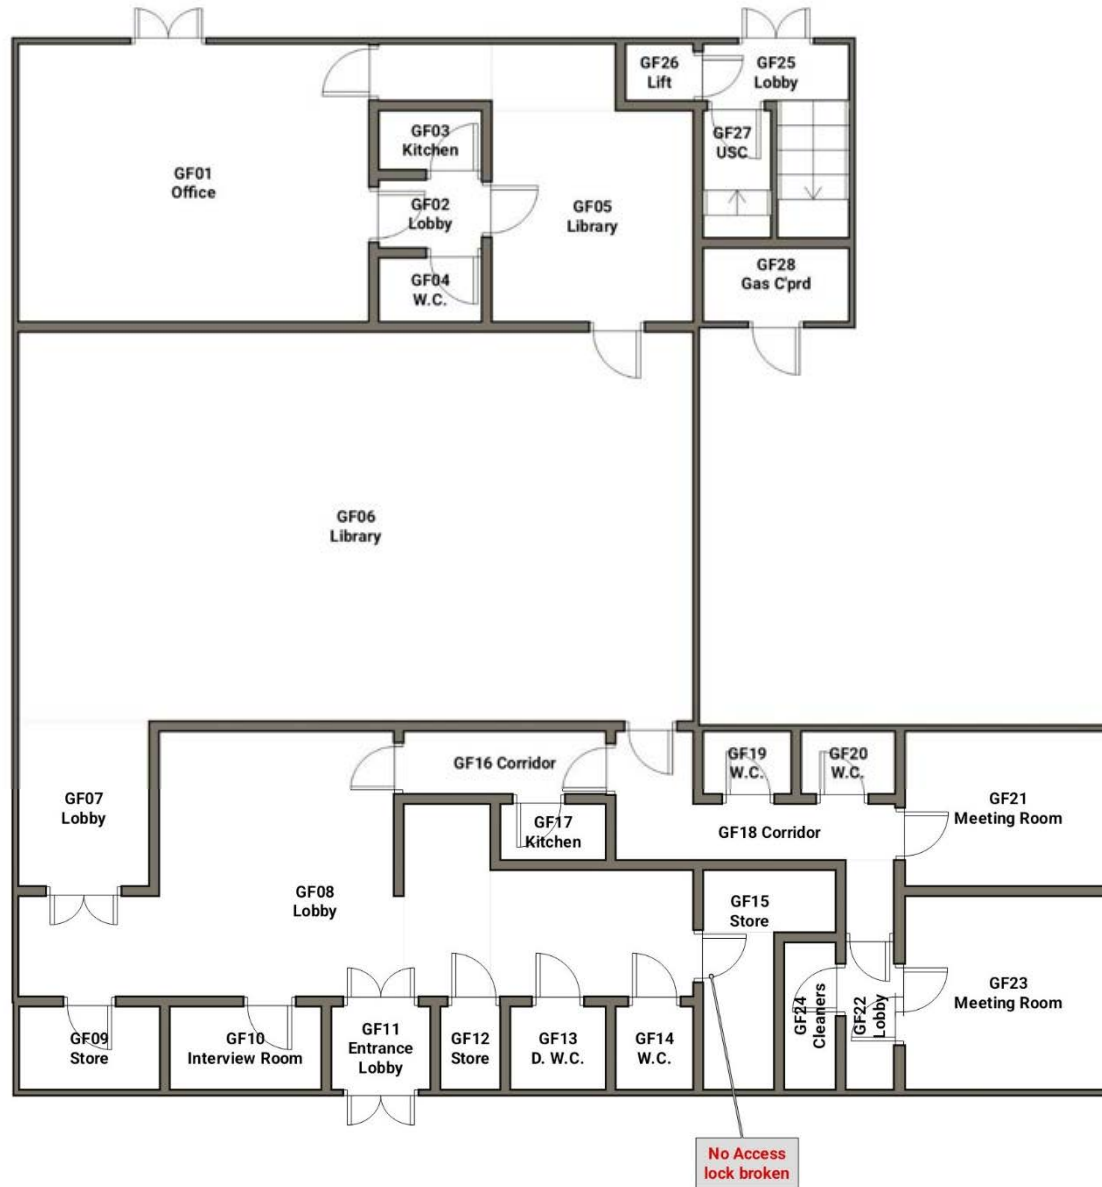 GF26
Lift
GF25
Lobby
GF03
Kitchen
GF27
USC
GF01
Office
GF02
Lobby
GF05
Library
GF04
W.C.
GF28
Gas C'prd
GF06
Library
GF16 Corridor
GF19
W.C.
GF20
W.C.
GF07
Lobby
GF17
Kitchen
GF18 Corridor
GF21
Meeting Room
GF08
Lobby
GF15
Store
GF09
Store
GF10
Interview Room
GF11
Entrance
Lobby
GF12
Store
GF13
D. W.C.
GF14
W.C.
GF24
Cleaners
GF22
Lobby
GF23
Meeting Room
No Access
lock broken